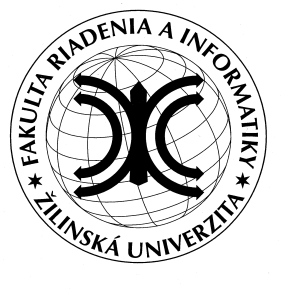 FAKULTA RIADENIA A INFORMATIKY
ŽILINSKÁ UNIVERZITA